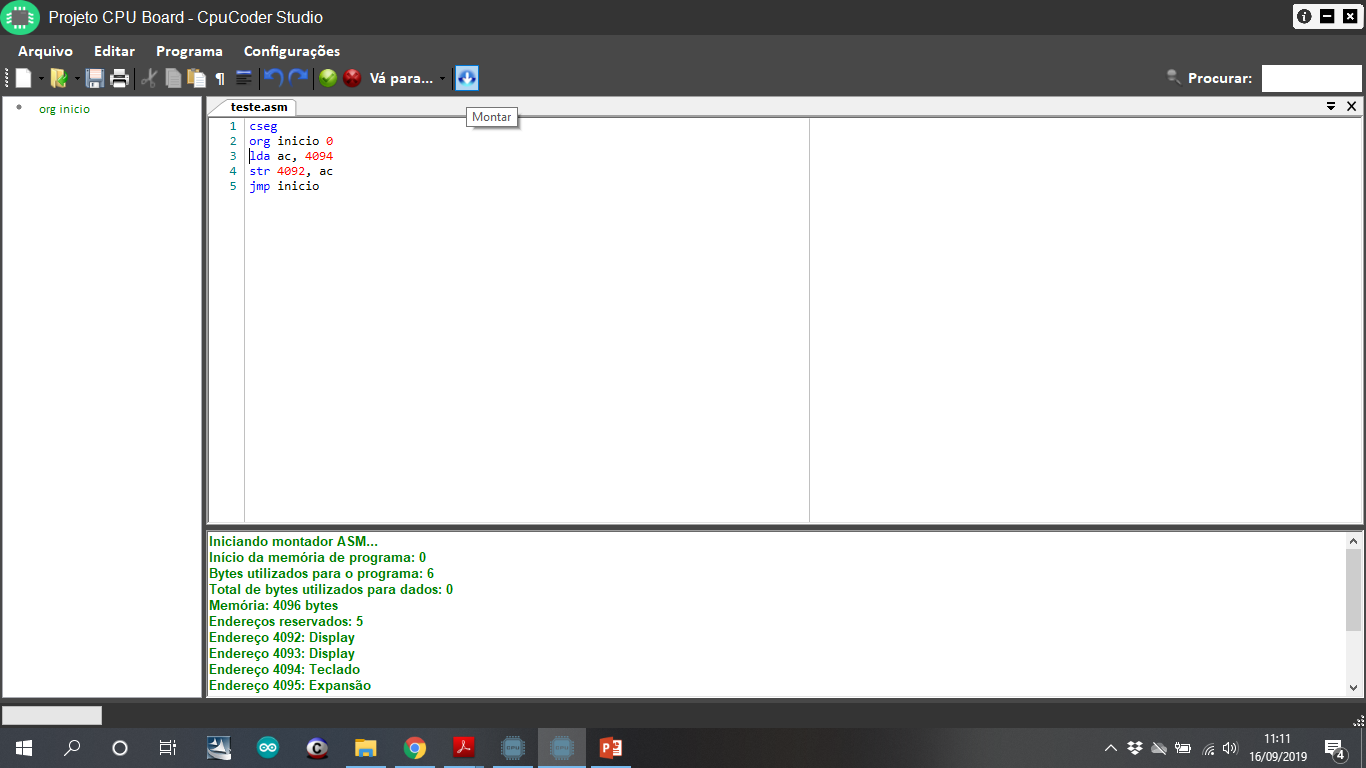 Projeto CPU Board - CpuCoder Studio
Arquivo Editar Programa Configurações
Vá para... Procurar:
org inicio
teste.asm
Montar
1 cseg
2 org inicio 0
3 lda ac, 4094
4 str 4092, ac
5 jmp inicio
Iniciando montador ASM...
Início da memória de programa: 0
Bytes utilizados para o programa: 6
Total de bytes utilizados para dados: 0
Memória: 4096 bytes
Endereços reservados: 5
Endereço 4092: Display
Endereço 4093: Display
Endereço 4094: Teclado
Endereço 4095: Expansão
11:11
16/09/2019
4